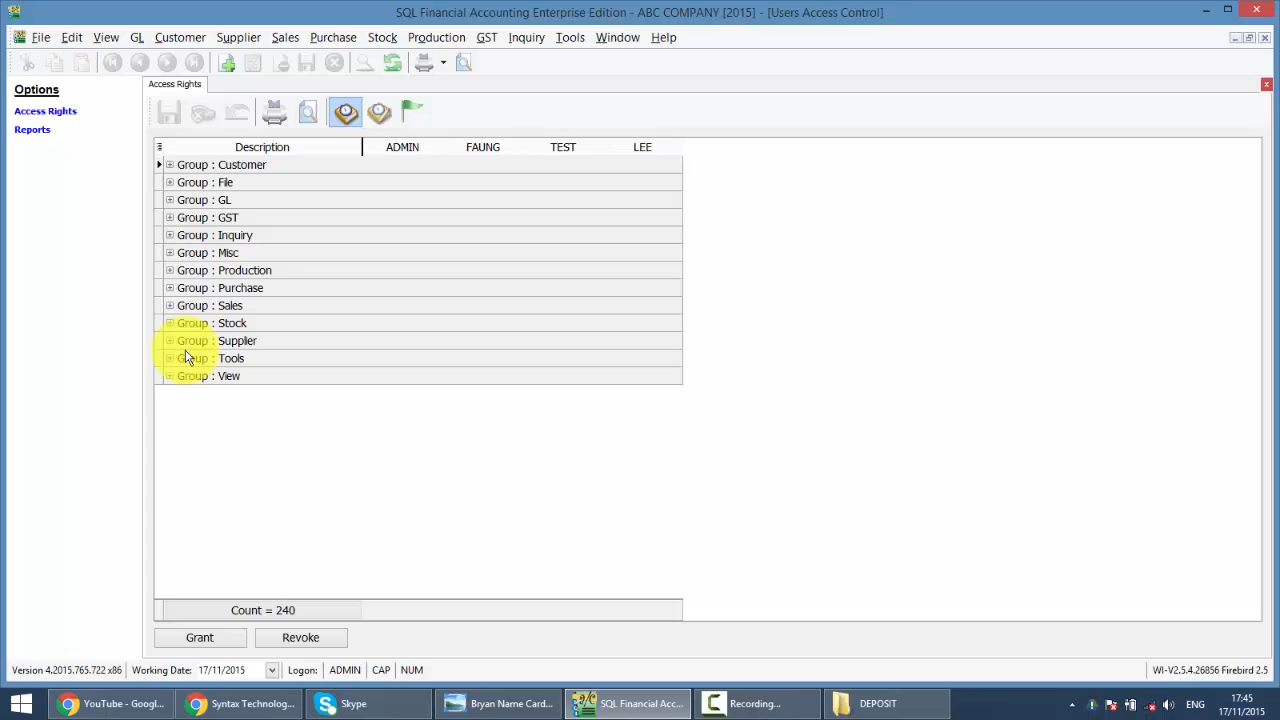 SQL Financial Accounting Enterprise Edition - ABC COMPANY [2015] - [Users Access Control]
File Edit View GL Customer Supplier Sales Purchase Stock Production GST Inquiry Tools Window Help
Options
Access Rights
Reports
Access Rights
Description ADMIN FAUNG TEST LEE
Group : Customer
Group : File
Group : GL
Group : GST
Group : Inquiry
Group : Misc
Group : Production
Group : Purchase
Group : Sales
Group : Stock
Group : Supplier
Group : Tools
Group : View
Count = 240
Grant Revoke
Version 4.2015.765.722 x86 Working Date: 17/11/2015 Logon: ADMIN CAP NUM WI-V2.5.4.26856 Firebird 2.5
YouTube - Googl... Syntax Technolog... Skype Bryan Name Card... SQL Financial Acc... Recording... DEPOSIT ENG 17:45
17/11/2015